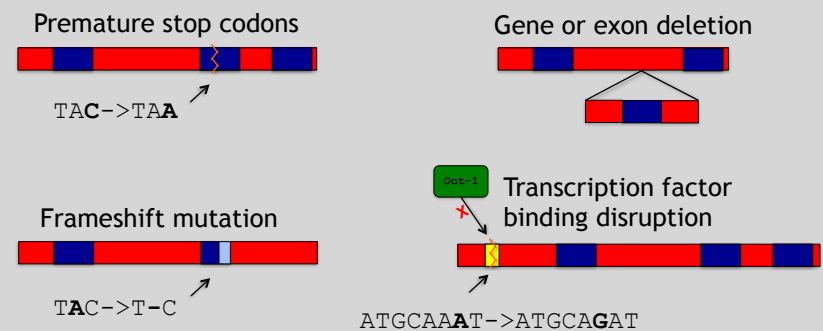 Premature stop codons
TAC->TAA
Gene or exon deletion
Frameshift mutation
TAC->T-C
Oct-1
x
Transcription factor
binding disruption
ATGCAAAT->ATGCAGAT